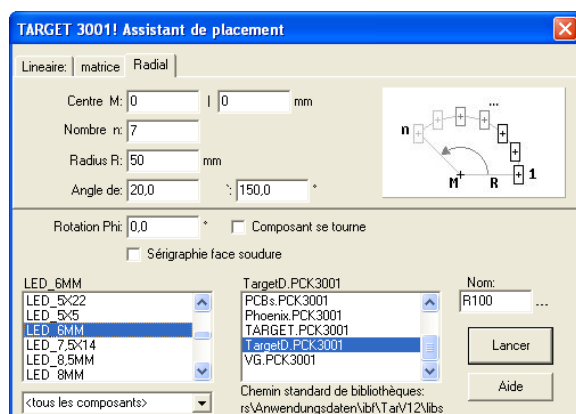 TARGET 3001! Assistant de placement
Lineaire: matrice Radial
Centre M: 0 | 0 mm
Nombre n: 7
Radius R: 50 mm
Angle de: 20,0 `: 150,0 °
... n M R 1
Rotation Phi: 0,0 ° Composant se tourne
Sérigraphie face soudure
LED_6MM TargetD.PCK3001 Nom:
LED_5X22 PCBs.PCK3001 R100 ...
LED_5X5 Phoenix.PCK3001
LED_6MM TARGET.PCK3001
LED_7,5X14 TargetD.PCK3001 Lancer
LED_8,5MM VG.PCK3001
LED_8MM
Chemin standard de bibliothèques: Aide
<tous les composants> rs\Anwendungsdaten\ibf\TarV12\libs